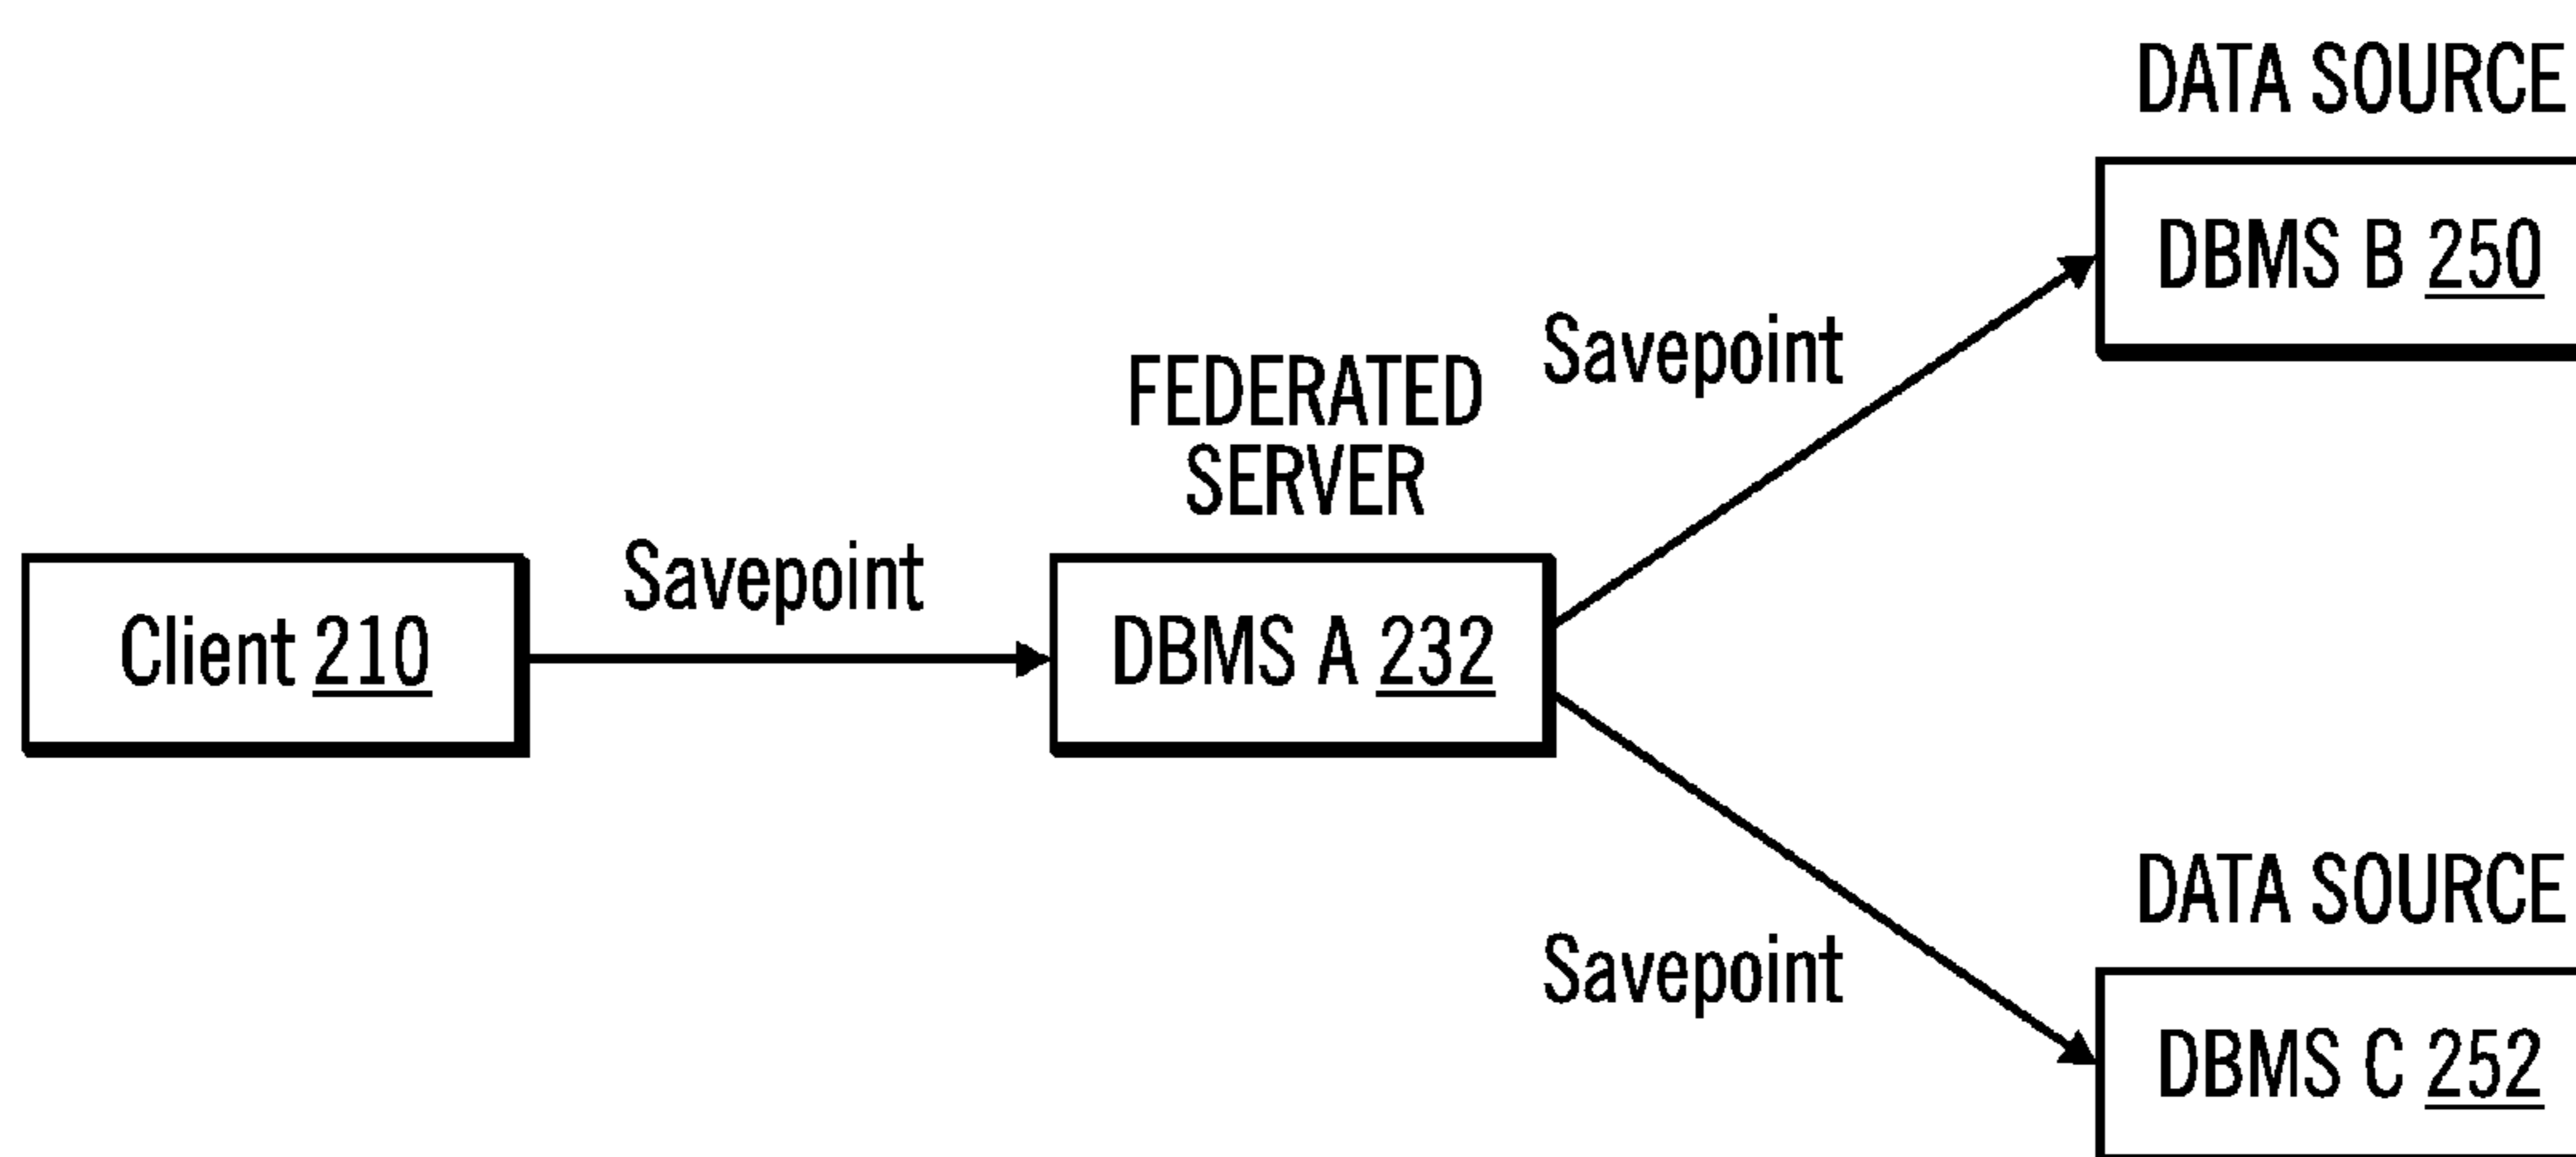 DATA SOURCE
DBMS B 250
Savepoint
FEDERATED
SERVER
Savepoint
Client 210
DBMS A 232
DATA SOURCE
Savepoint
DBMS C 252